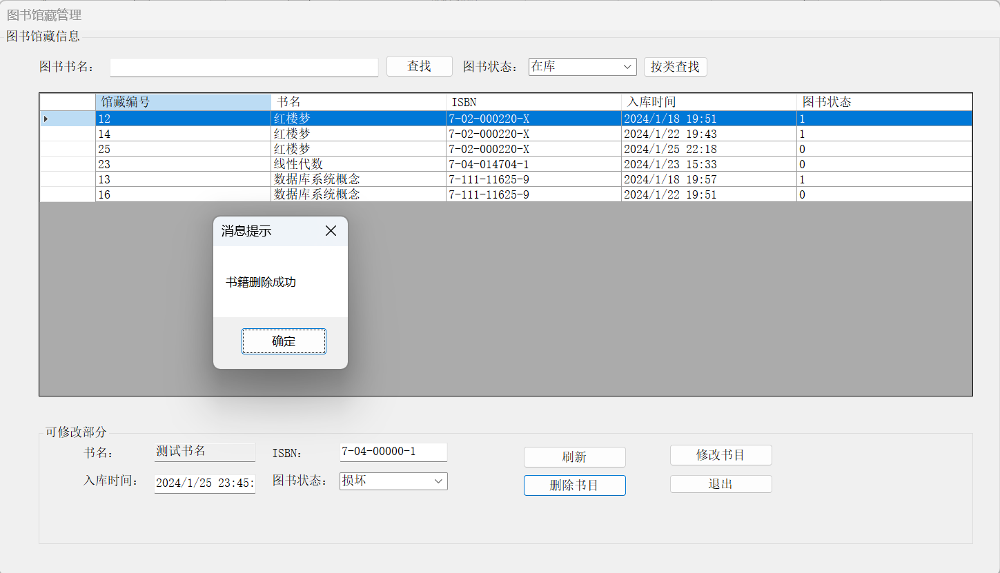 图书馆藏管理
图书馆藏信息
图书书名： 查找 图书状态： 在库 按类查找
馆藏编号 书名 ISBN 入库时间 图书状态
12 红楼梦 7-02-000220-X 2024/1/18 19:51 1
14 红楼梦 7-02-000220-X 2024/1/22 19:43 1
25 红楼梦 7-02-000220-X 2024/1/25 22:18 0
23 线性代数 7-04-014704-1 2024/1/23 15:33 0
13 数据库系统概念 7-111-11625-9 2024/1/18 19:57 1
16 数据库系统概念 7-111-11625-9 2024/1/22 19:51 0
消息提示
书籍删除成功
确定
可修改部分
书名： 测试书名 ISBN： 7-04-00000-1 刷新 修改书目
入库时间： 2024/1/25 23:45: 图书状态： 损坏 删除书目 退出